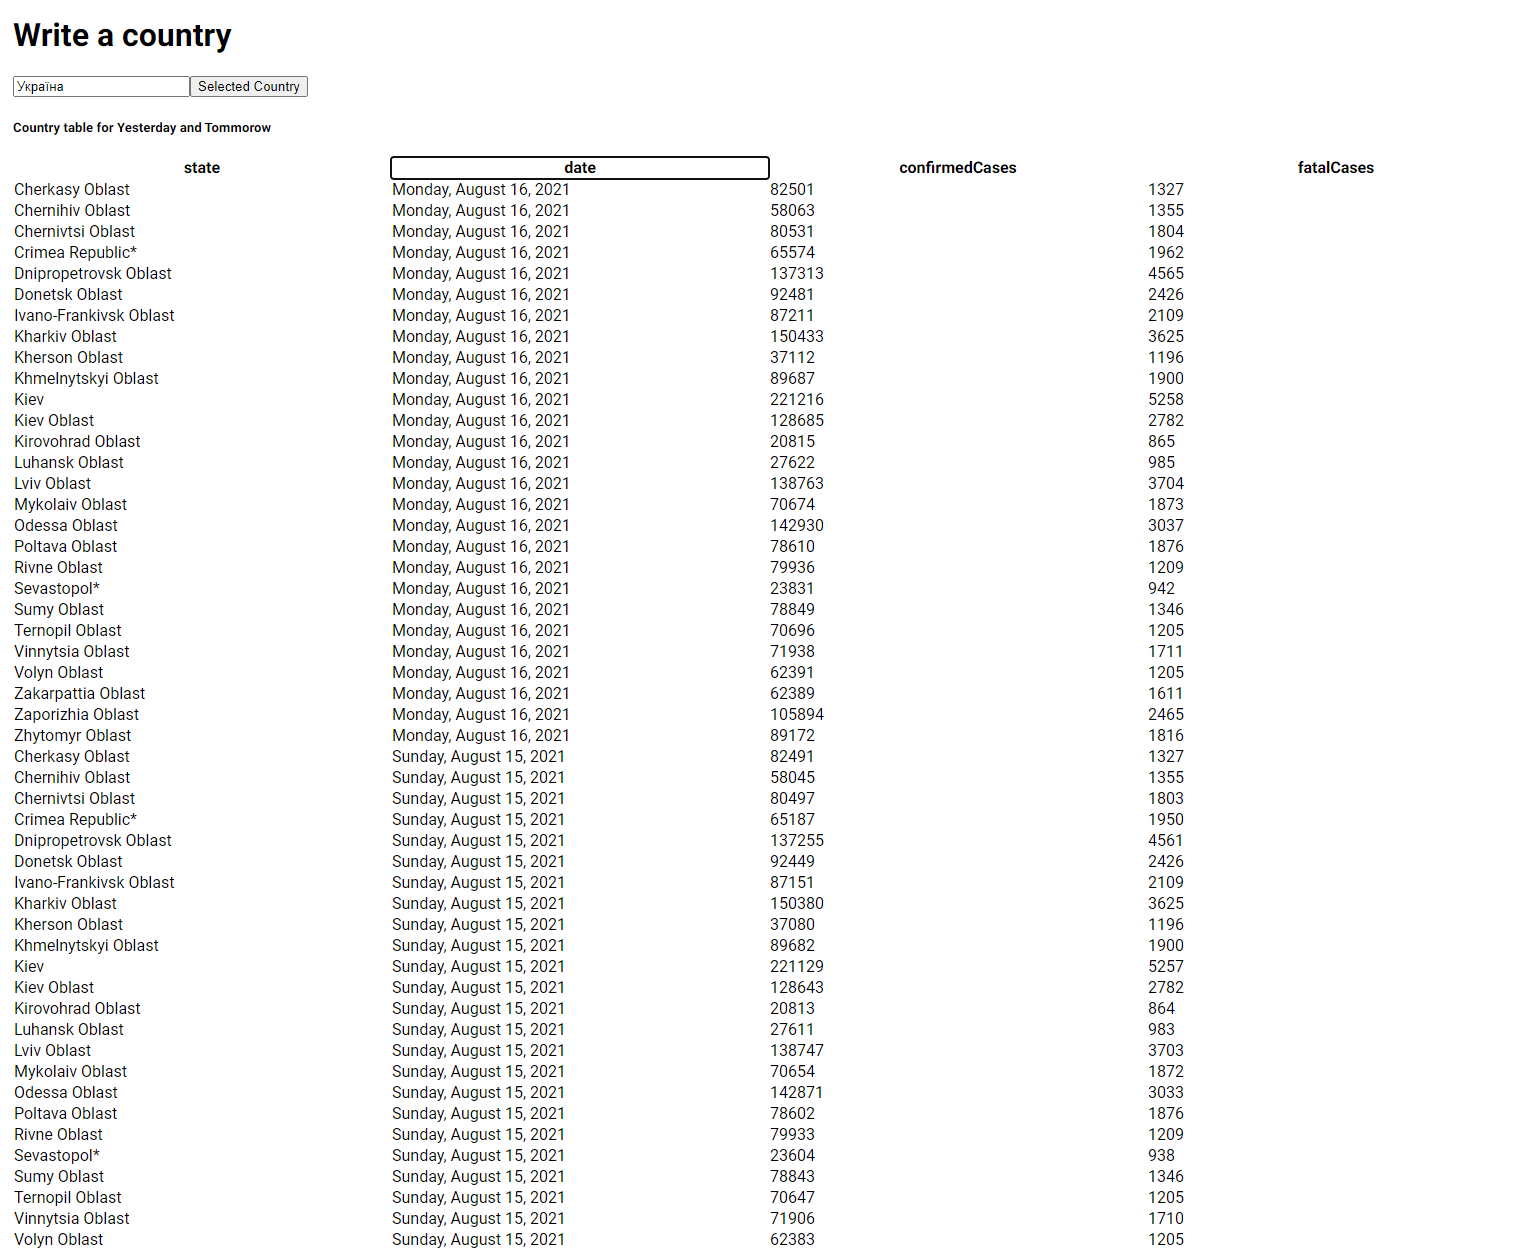 Write a country
Україна Selected Country
Country table for Yesterday and Tommorow
state date confirmedCases fatalCases
Cherkasy Oblast Monday, August 16, 2021 82501 1327
Chernihiv Oblast Monday, August 16, 2021 58063 1355
Chernivtsi Oblast Monday, August 16, 2021 80531 1804
Crimea Republic* Monday, August 16, 2021 65574 1962
Dnipropetrovsk Oblast Monday, August 16, 2021 137313 4565
Donetsk Oblast Monday, August 16, 2021 92481 2426
Ivano-Frankivsk Oblast Monday, August 16, 2021 87211 2109
Kharkiv Oblast Monday, August 16, 2021 150433 3625
Kherson Oblast Monday, August 16, 2021 37112 1196
Khmelnytskyi Oblast Monday, August 16, 2021 89687 1900
Kiev Monday, August 16, 2021 221216 5258
Kiev Oblast Monday, August 16, 2021 128685 2782
Kirovohrad Oblast Monday, August 16, 2021 20815 865
Luhansk Oblast Monday, August 16, 2021 27622 985
Lviv Oblast Monday, August 16, 2021 138763 3704
Mykolaiv Oblast Monday, August 16, 2021 70674 1873
Odessa Oblast Monday, August 16, 2021 142930 3037
Poltava Oblast Monday, August 16, 2021 78610 1876
Rivne Oblast Monday, August 16, 2021 79936 1209
Sevastopol* Monday, August 16, 2021 23831 942
Sumy Oblast Monday, August 16, 2021 78849 1346
Ternopil Oblast Monday, August 16, 2021 70696 1205
Vinnytsia Oblast Monday, August 16, 2021 71938 1711
Volyn Oblast Monday, August 16, 2021 62391 1205
Zakarpattia Oblast Monday, August 16, 2021 62389 1611
Zaporizhia Oblast Monday, August 16, 2021 105894 2465
Zhytomyr Oblast Monday, August 16, 2021 89172 1816
Cherkasy Oblast Sunday, August 15, 2021 82491 1327
Chernihiv Oblast Sunday, August 15, 2021 58045 1355
Chernivtsi Oblast Sunday, August 15, 2021 80497 1803
Crimea Republic* Sunday, August 15, 2021 65187 1950
Dnipropetrovsk Oblast Sunday, August 15, 2021 137255 4561
Donetsk Oblast Sunday, August 15, 2021 92449 2426
Ivano-Frankivsk Oblast Sunday, August 15, 2021 87151 2109
Kharkiv Oblast Sunday, August 15, 2021 150380 3625
Kherson Oblast Sunday, August 15, 2021 37080 1196
Khmelnytskyi Oblast Sunday, August 15, 2021 89682 1900
Kiev Sunday, August 15, 2021 221129 5257
Kiev Oblast Sunday, August 15, 2021 128643 2782
Kirovohrad Oblast Sunday, August 15, 2021 20813 864
Luhansk Oblast Sunday, August 15, 2021 27611 983
Lviv Oblast Sunday, August 15, 2021 138747 3703
Mykolaiv Oblast Sunday, August 15, 2021 70654 1872
Odessa Oblast Sunday, August 15, 2021 142871 3033
Poltava Oblast Sunday, August 15, 2021 78602 1876
Rivne Oblast Sunday, August 15, 2021 79933 1209
Sevastopol* Sunday, August 15, 2021 23604 938
Sumy Oblast Sunday, August 15, 2021 78843 1346
Ternopil Oblast Sunday, August 15, 2021 70647 1205
Vinnytsia Oblast Sunday, August 15, 2021 71906 1710
Volyn Oblast Sunday, August 15, 2021 62383 1205